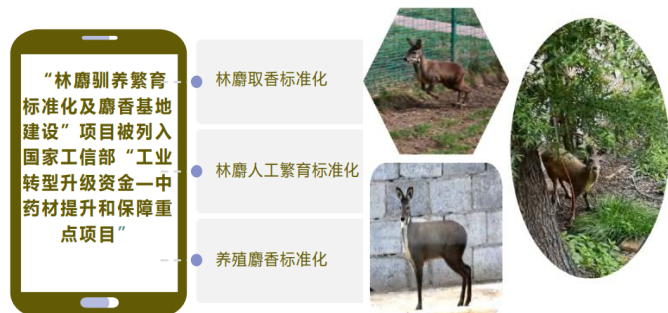 “林麝驯养繁育
标准化及麝香基地
建设”项目被列入
国家工信部“工业
转型升级资金—中
药材提升和保障重
点项目”
林麝取香标准化
林麝人工繁育标准化
养殖麝香标准化